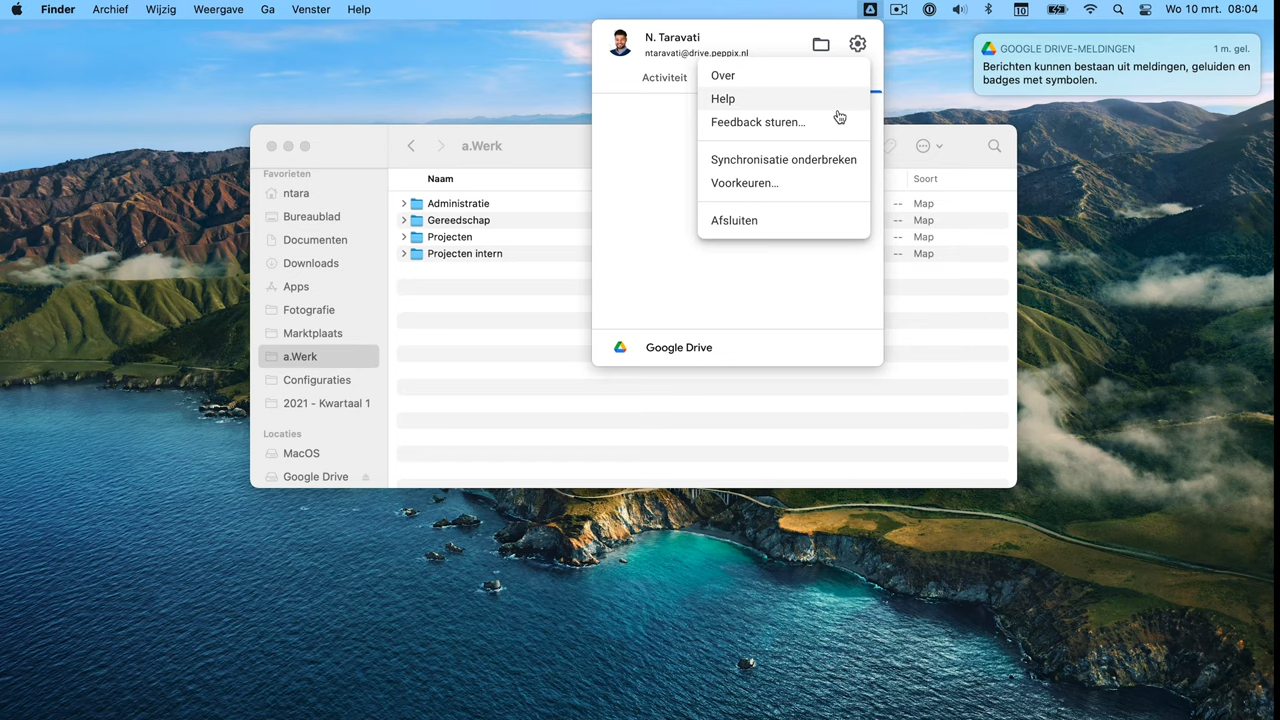 Finder Archief Wijzig Weergave Ga Venster Help
10
Wo 10 mrt. 08:04
GOOGLE DRIVE-MELDINGEN 1 m. gel.
Berichten kunnen bestaan uit meldingen, geluiden en
badges met symbolen.
N. Taravati
ntaravati@drive.peppix.nl
Activiteit
Over
Help
Feedback sturen...
Synchronisatie onderbreken
Voorkeuren...
Afsluiten
Google Drive
a.Werk
Favorieten
ntara
Bureaublad
Documenten
Downloads
Apps
Fotografie
Marktplaats
a.Werk
Configuraties
2021 - Kwartaal 1
Locaties
MacOS
Google Drive
Naam Soort
Administratie -- Map
Gereedschap -- Map
Projecten -- Map
Projecten intern -- Map